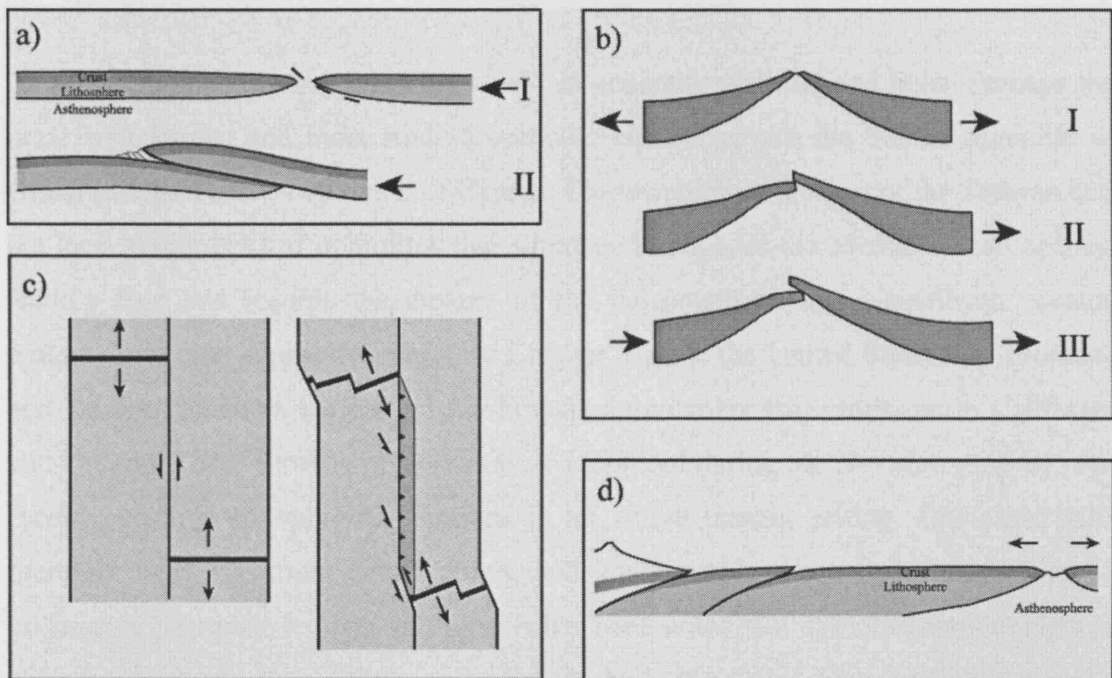 a)
Crust
Lithosphere
Asthenosphere
I
II
b)
I
II
III
c)
d)
Crust
Lithosphere
Asthenosphere